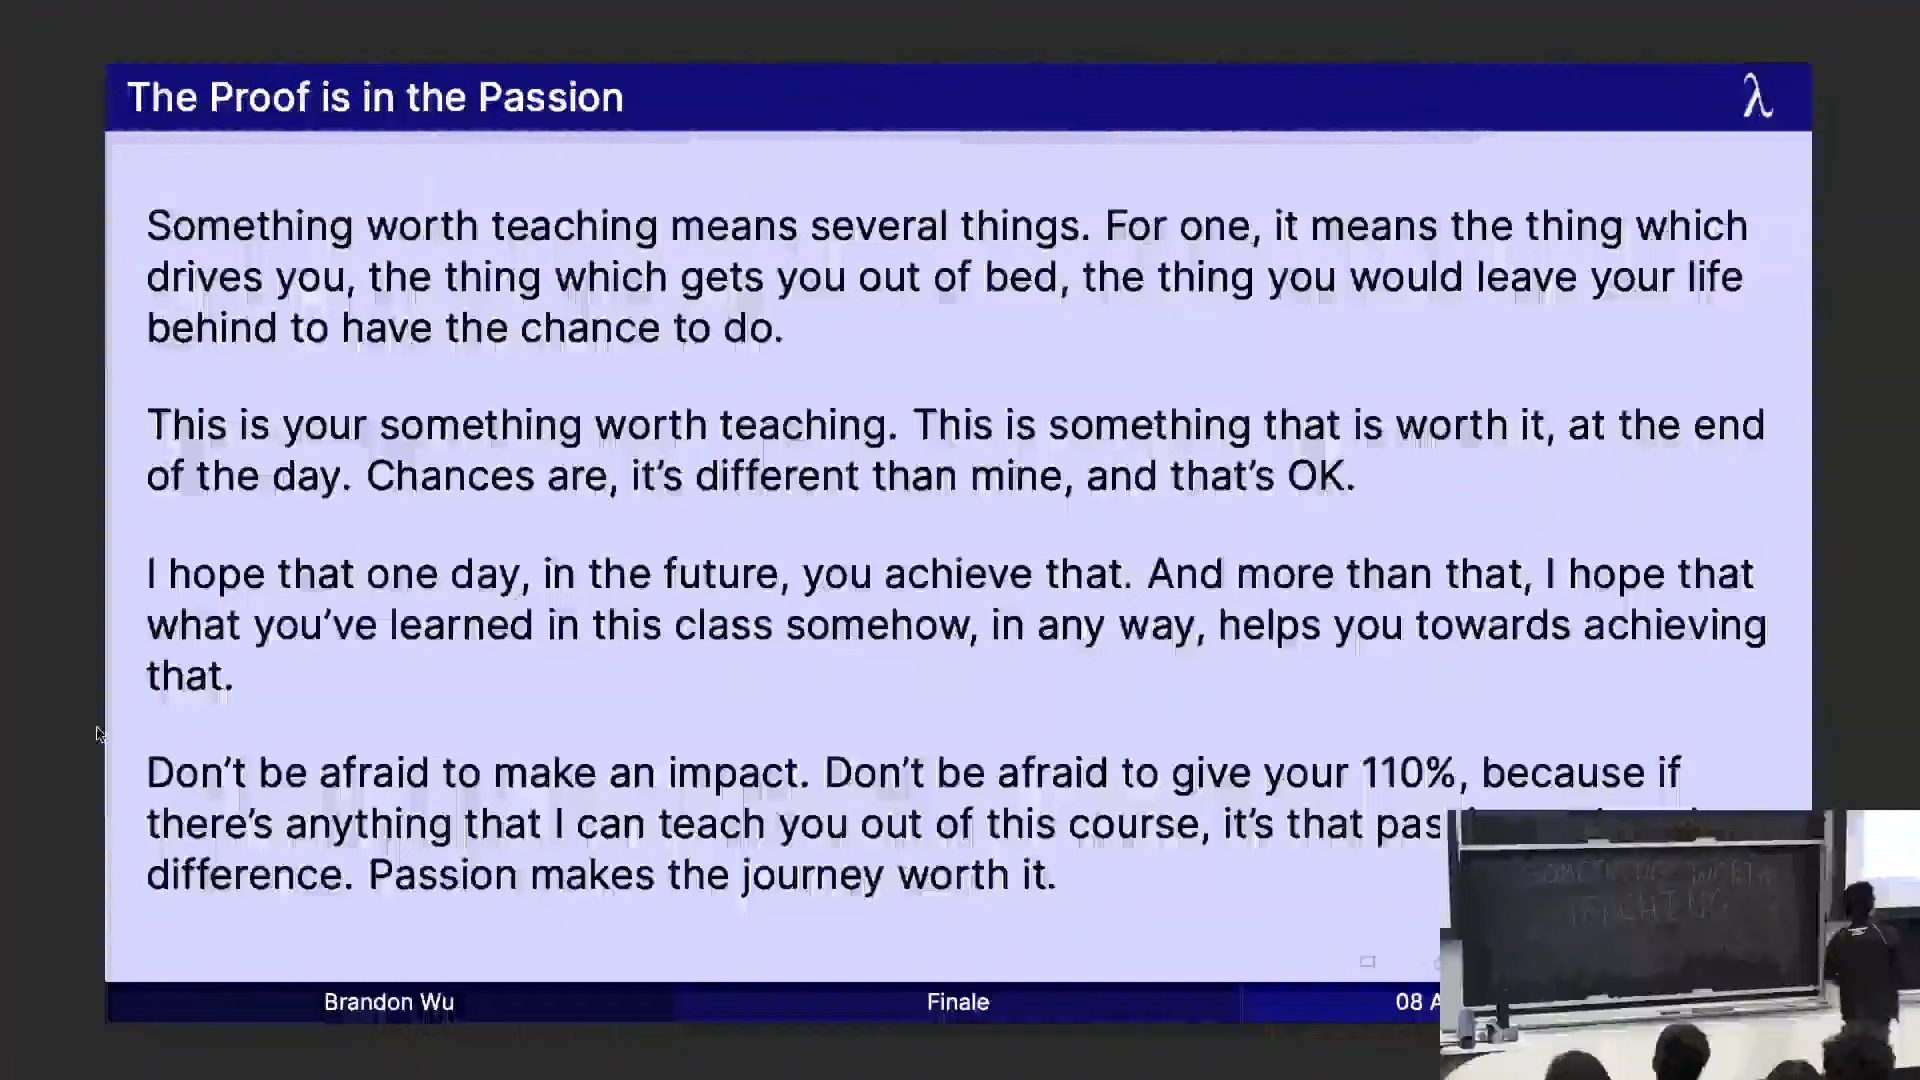 The Proof is in the Passion
λ
Something worth teaching means several things. For one, it means the thing which
drives you, the thing which gets you out of bed, the thing you would leave your life
behind to have the chance to do.
This is your something worth teaching. This is something that is worth it, at the end
of the day. Chances are, it's different than mine, and that's OK.
I hope that one day, in the future, you achieve that. And more than that, I hope that
what you've learned in this class somehow, in any way, helps you towards achieving
that.
Don't be afraid to make an impact. Don't be afraid to give your 110%, because if
there's anything that I can teach you out of this course, it's that pas
difference. Passion makes the journey worth it.
SOMETHING WORTH
TEACHING
Brandon Wu
Finale
08 A